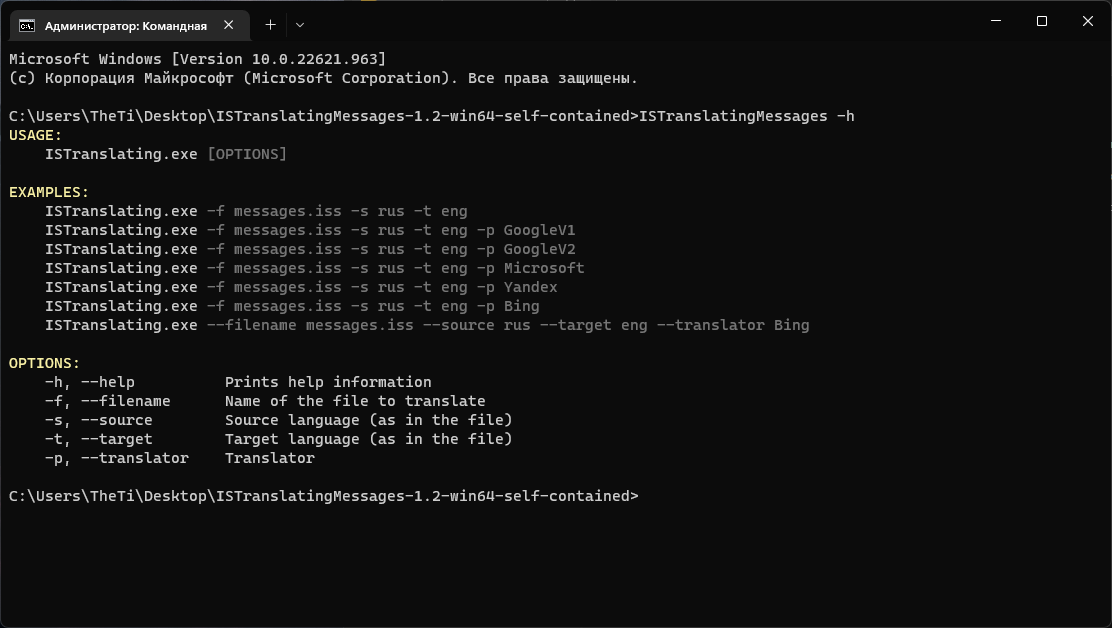 Администратор: Командная
Microsoft Windows [Version 10.0.22621.963]
(c) Корпорация Майкрософт (Microsoft Corporation). Все права защищены.
C:\Users\TheTi\Desktop\ISTranslatingMessages-1.2-win64-self-contained>ISTranslatingMessages -h
USAGE:
    ISTranslating.exe [OPTIONS]
EXAMPLES:
    ISTranslating.exe -f messages.iss -s rus -t eng
    ISTranslating.exe -f messages.iss -s rus -t eng -p GoogleV1
    ISTranslating.exe -f messages.iss -s rus -t eng -p GoogleV2
    ISTranslating.exe -f messages.iss -s rus -t eng -p Microsoft
    ISTranslating.exe -f messages.iss -s rus -t eng -p Yandex
    ISTranslating.exe -f messages.iss -s rus -t eng -p Bing
    ISTranslating.exe --filename messages.iss --source rus --target eng --translator Bing
OPTIONS:
    -h, --help          Prints help information
    -f, --filename      Name of the file to translate
    -s, --source        Source language (as in the file)
    -t, --target        Target language (as in the file)
    -p, --translator    Translator
C:\Users\TheTi\Desktop\ISTranslatingMessages-1.2-win64-self-contained>